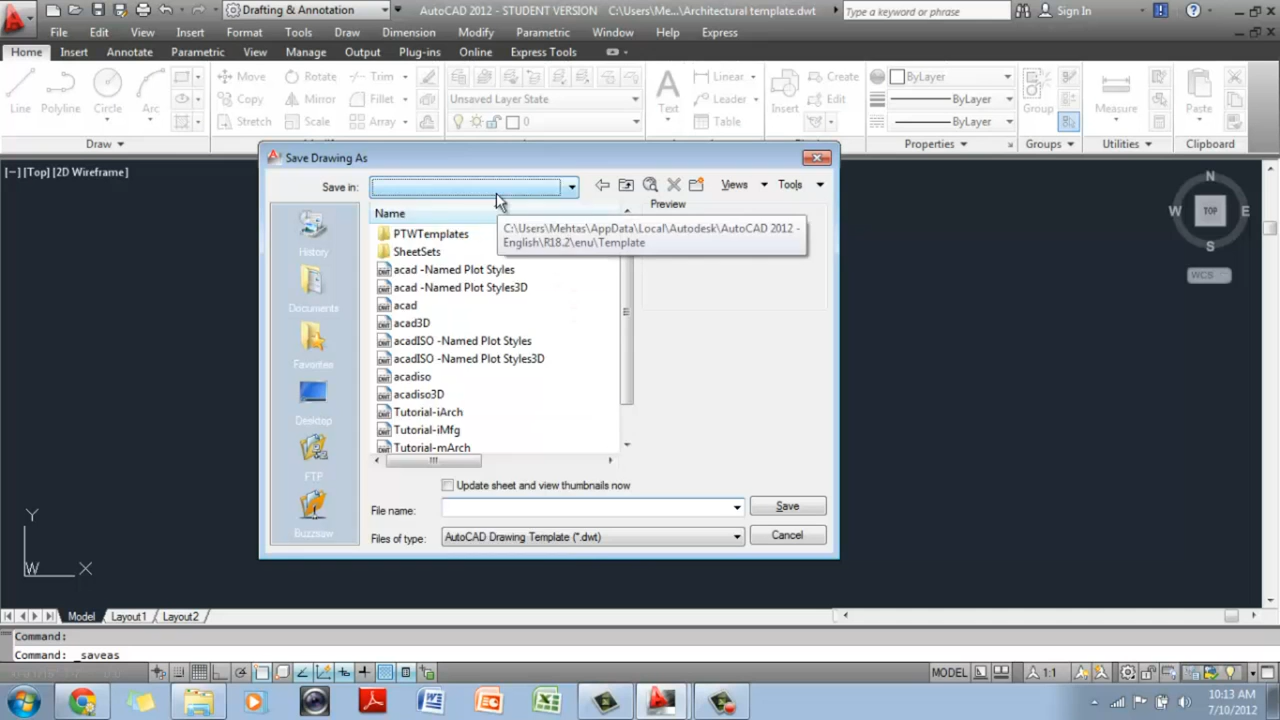 Drafting & Annotation
AutoCAD 2012 - STUDENT VERSION C:\Users\Me...\Architectural template.dwt
Type a keyword or phrase
Sign In
File Edit View Insert Format Tools Draw Dimension Modify Parametric Window Help Express
Home Insert Annotate Parametric View Manage Output Plug-ins Online Express Tools
Line Polyline Circle Arc
Move Rotate Trim
Copy Mirror Fillet
Stretch Scale Array
Unsaved Layer State
0
Text
Linear
Leader
Table
Insert
Create
Edit
ByLayer
ByLayer
ByLayer
Group
Measure
Paste
Draw
Properties
Groups
Utilities
Clipboard
[−][Top][2D Wireframe]
Save Drawing As
Save in:
Views
Tools
Name
Preview
C:\Users\Mehtas\AppData\Local\Autodesk\AutoCAD 2012 -
English\R18.2\enu\Template
History
Documents
Favorites
Desktop
FTP
Buzzsaw
PTWTemplates
SheetSets
acad -Named Plot Styles
acad -Named Plot Styles3D
acad
acad3D
acadISO -Named Plot Styles
acadISO -Named Plot Styles3D
acadiso
acadiso3D
Tutorial-iArch
Tutorial-iMfg
Tutorial-mArch
Update sheet and view thumbnails now
File name:
Save
Files of type:
AutoCAD Drawing Template (*.dwt)
Cancel
N
W TOP E
S
WCS
Y
W X
Model Layout1 Layout2
Command:
Command: _saveas
MODEL
1:1
10:13 AM
7/10/2012